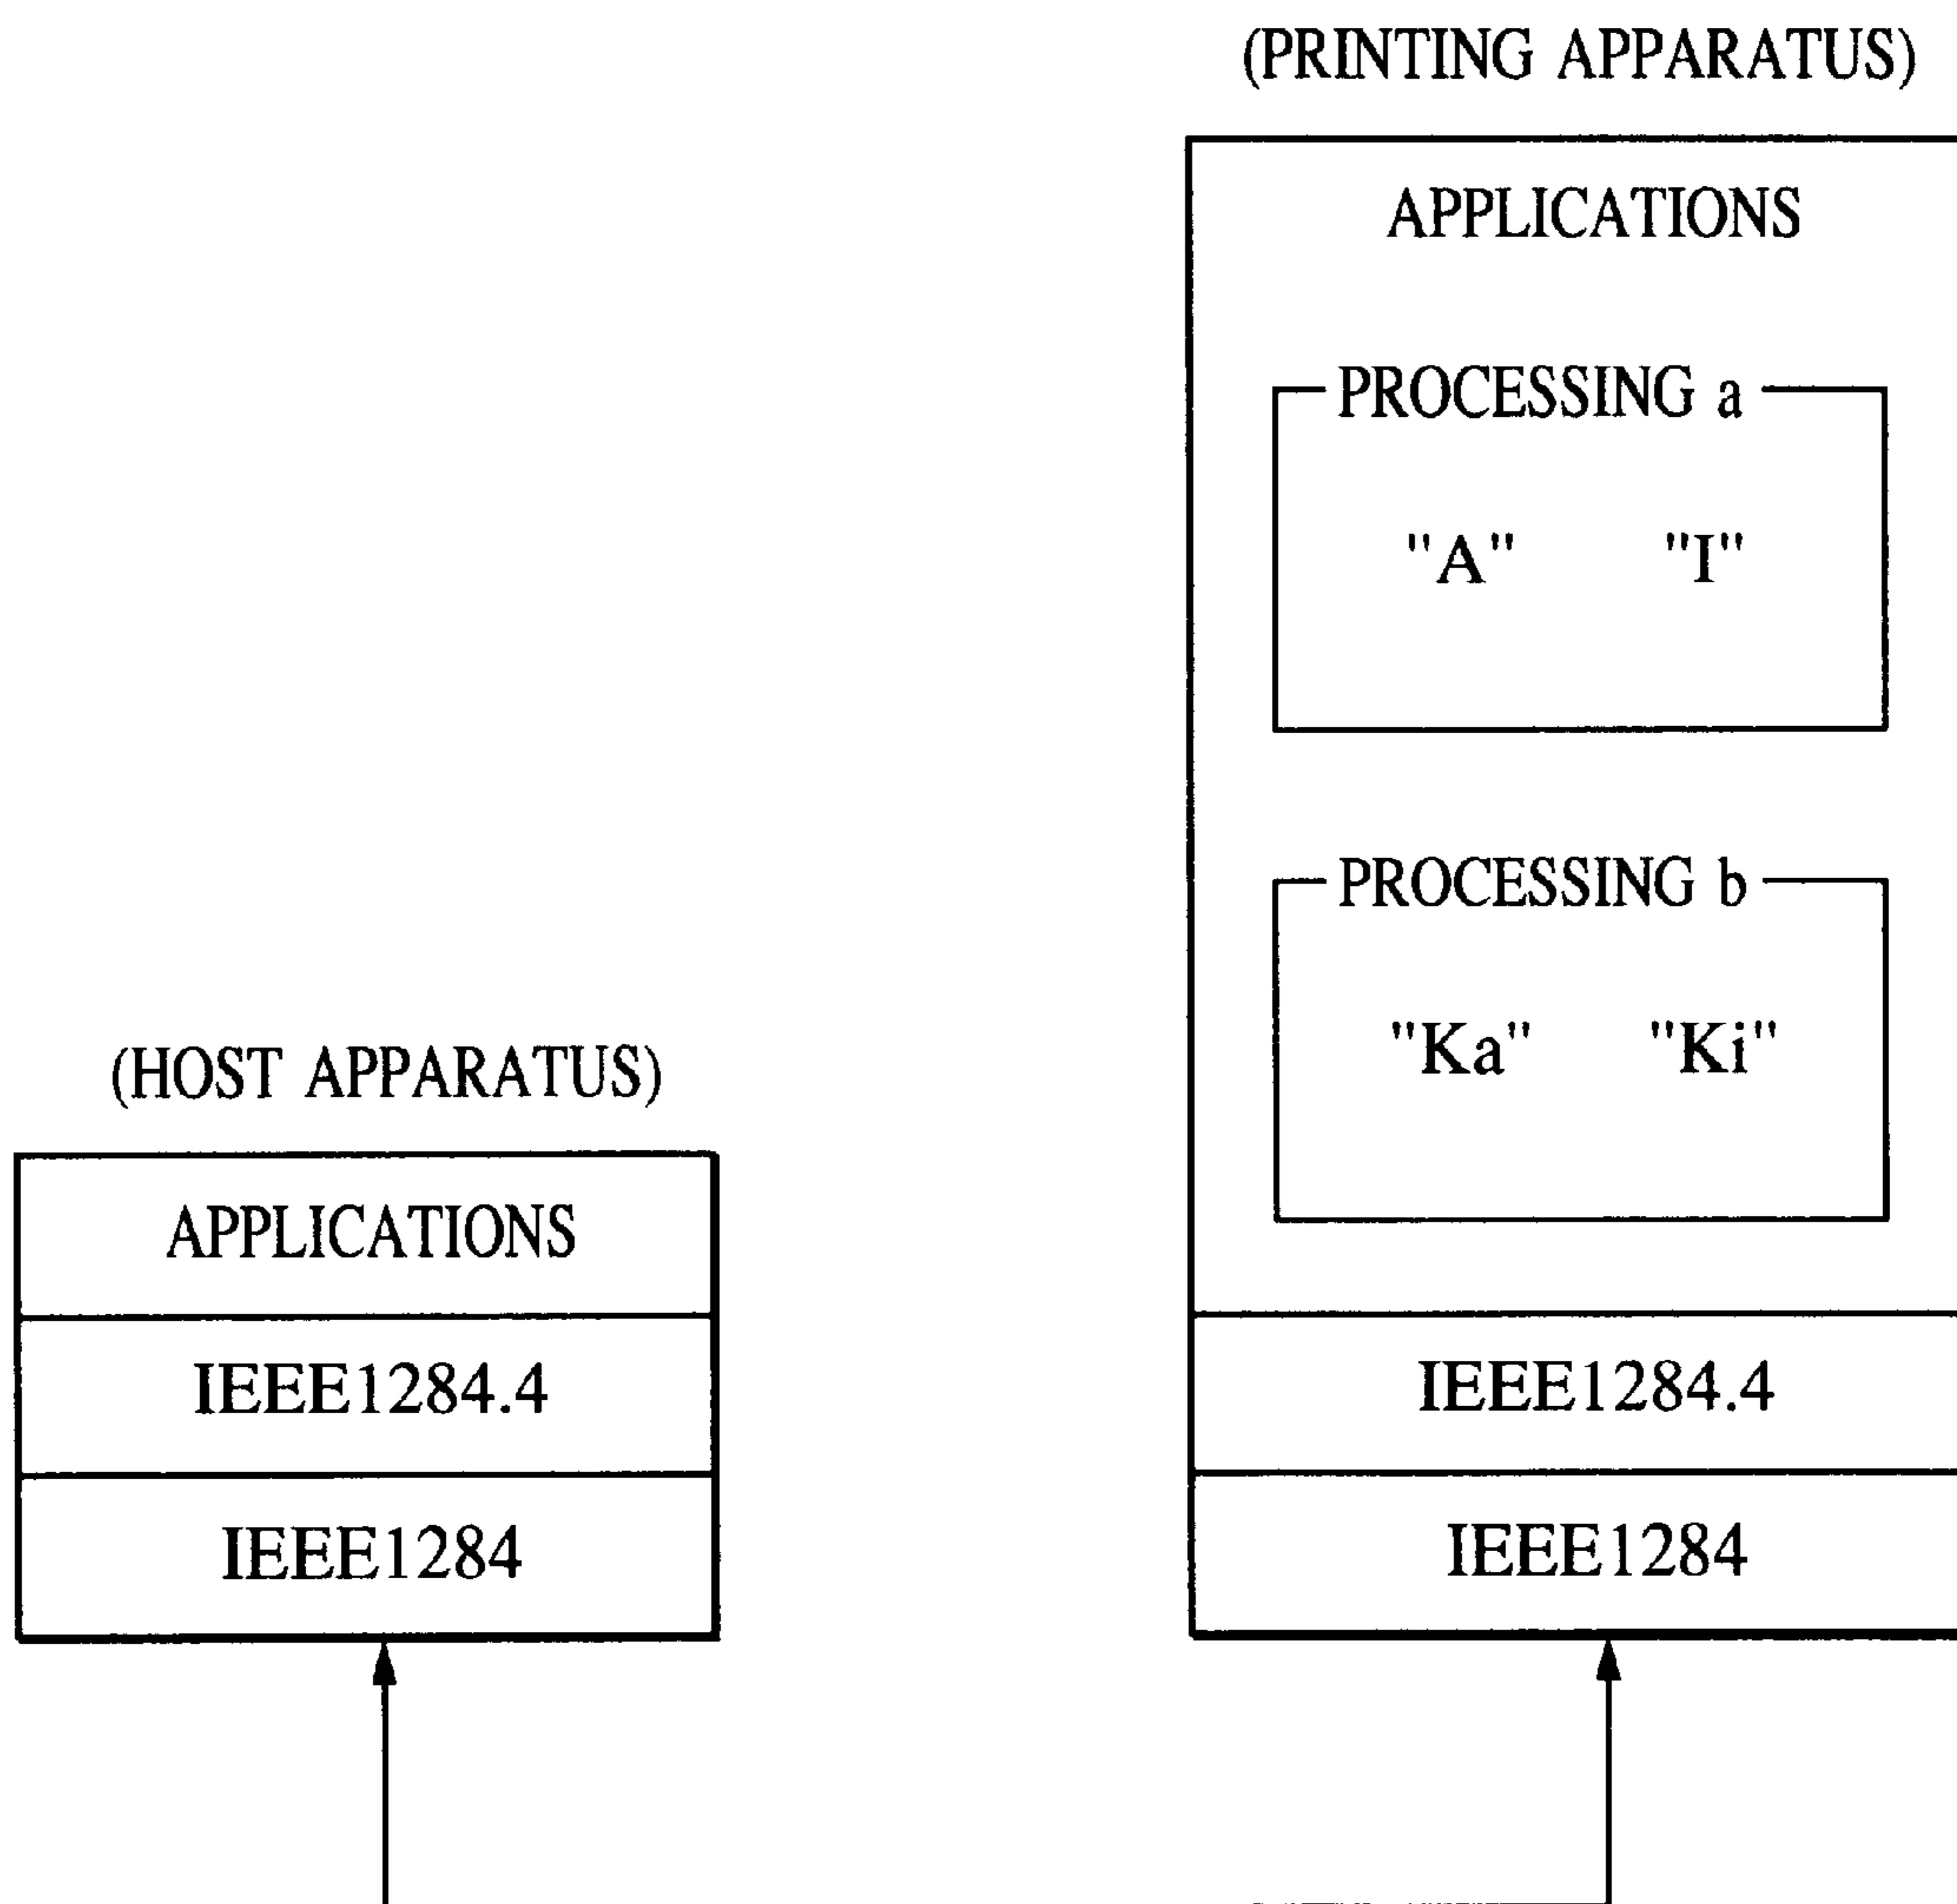 (PRINTING APPARATUS)
APPLICATIONS
PROCESSING a
"A" "I"
PROCESSING b
"Ka" "Ki"
(HOST APPARATUS)
APPLICATIONS
IEEE1284.4
IEEE1284
IEEE1284.4
IEEE1284